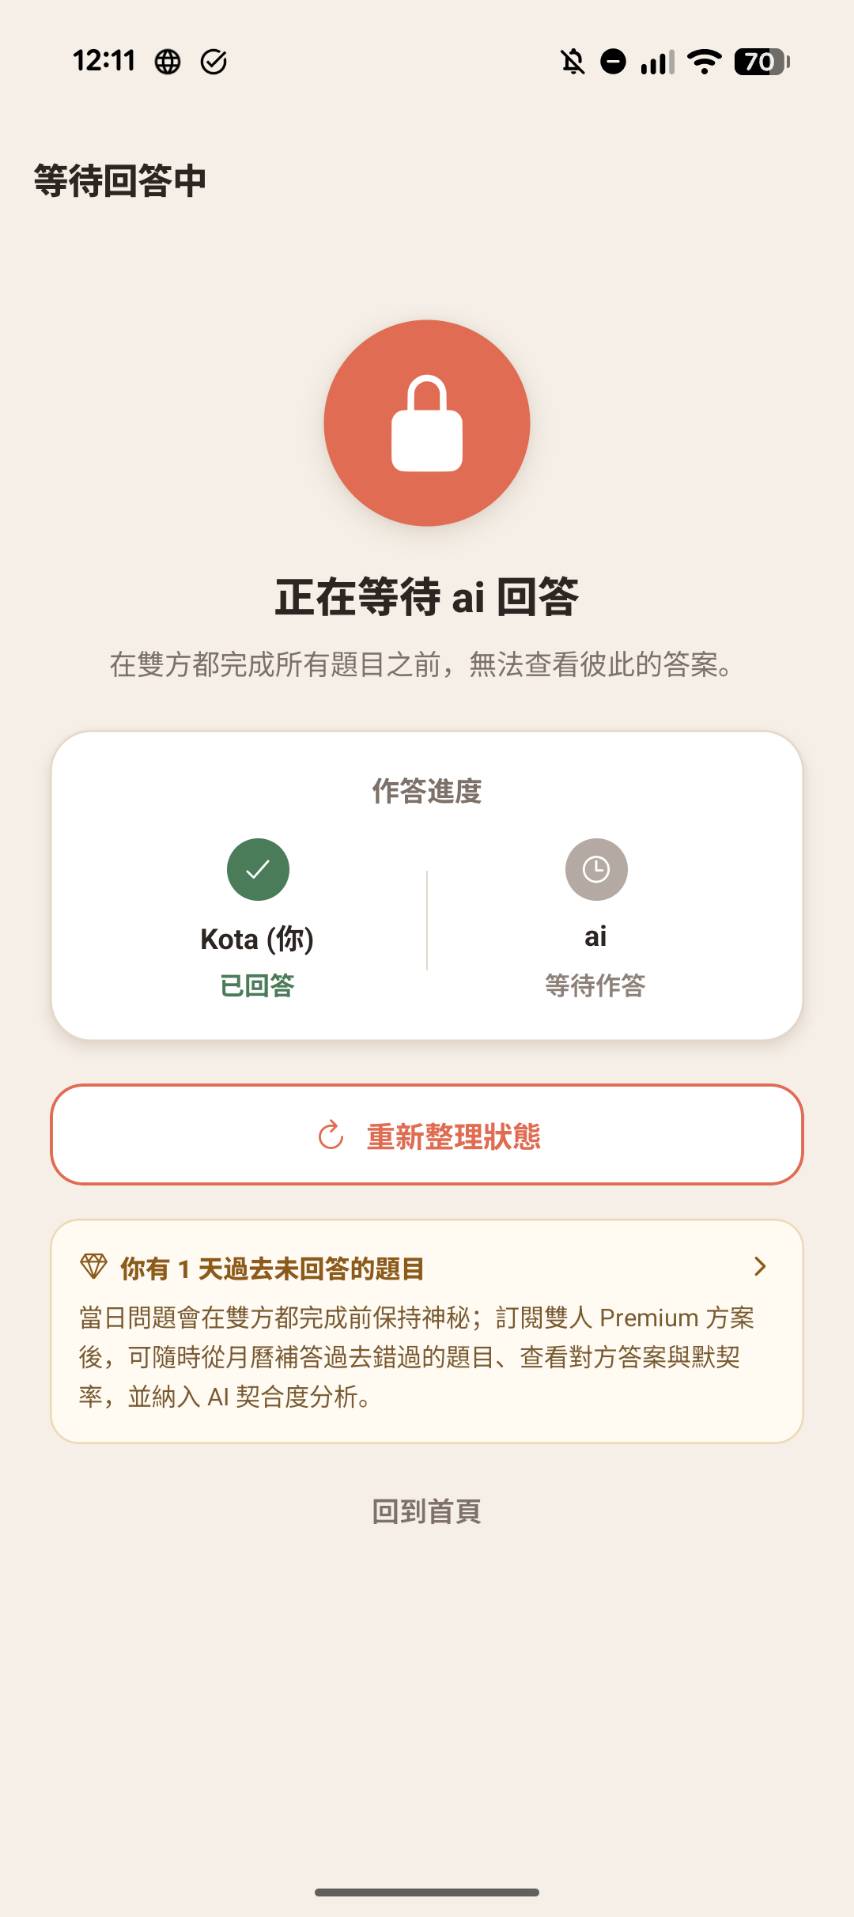 12:11
70
等待回答中
正在等待 ai 回答
在雙方都完成所有題目之前，無法查看彼此的答案。
作答進度
Kota (你)
已回答
ai
等待作答
重新整理狀態
你有 1 天過去未回答的題目
當日問題會在雙方都完成前保持神秘；訂閱雙人 Premium 方案
後，可隨時從月曆補答過去錯過的題目、查看對方答案與默契
率，並納入 AI 契合度分析。
回到首頁